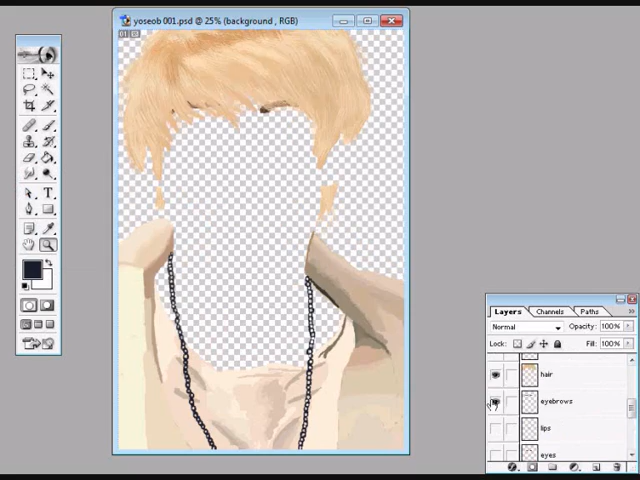 yoseob 001.psd @ 25% (background , RGB)
01
Layers
Channels
Paths
Normal
Opacity: 100%
Lock:
Fill: 100%
hair
eyebrows
lips
eyes